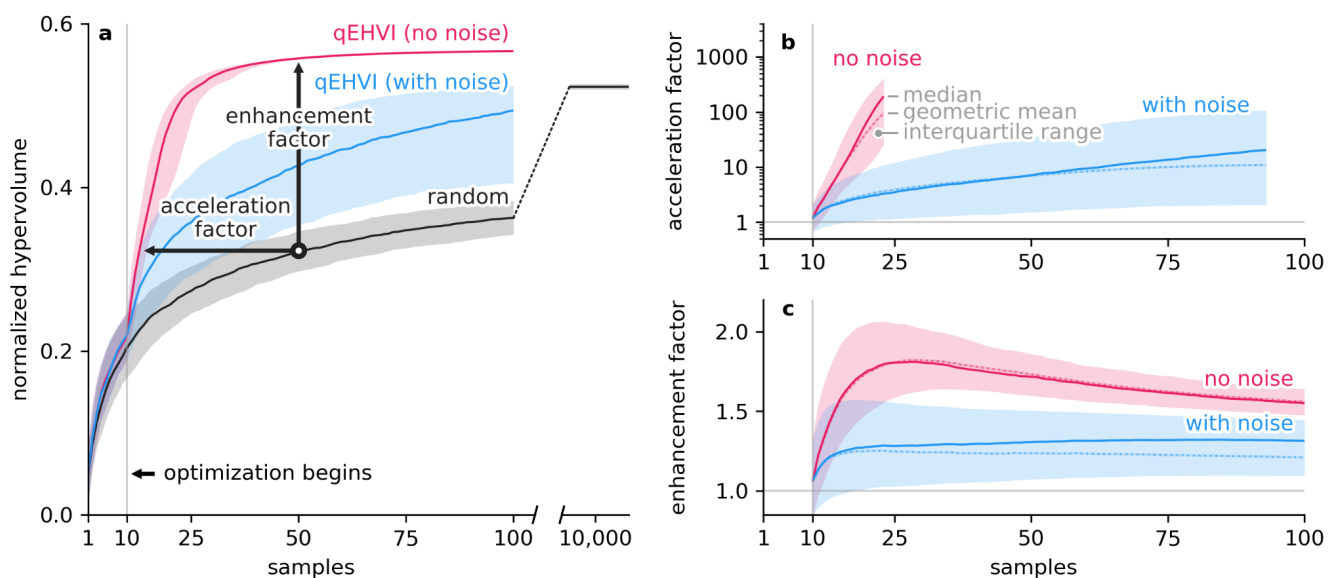 a
0.6
0.4
0.2
0.0
normalized hypervolume
qEHVI (no noise)
qEHVI (with noise)
enhancement
factor
acceleration
factor
random
optimization begins
1
10
25
50
75
100
10,000
samples
b
1000
100
10
1
acceleration factor
no noise
median
geometric mean
interquartile range
with noise
1
10
25
50
75
100
c
2.0
1.5
1.0
enhancement factor
no noise
with noise
1
10
25
50
75
100
samples